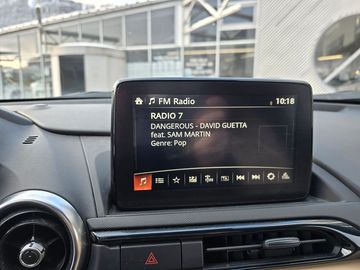 FM Radio
10:18
RADIO 7
DANGEROUS - DAVID GUETTA
feat. SAM MARTIN
Genre: Pop